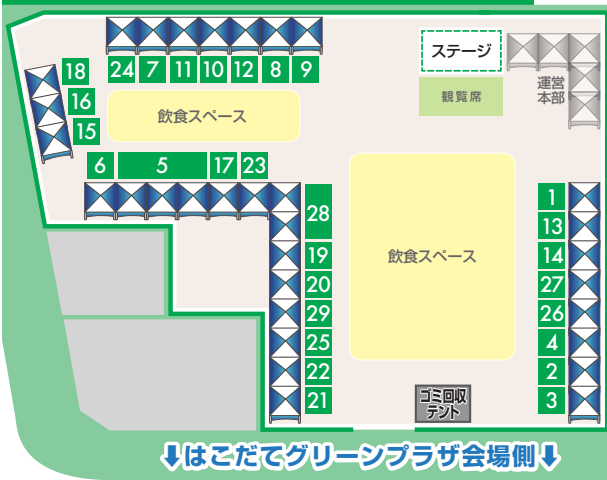 ステージ
観覧席
運営
本部
24 7 11 10 12 8 9
18
16
15
飲食スペース
6 5 17 23
28
19
20
29
25
22
21
飲食スペース
1
13
14
27
26
4
2
3
ゴミ回収
テント
⬇はこだてグリーンプラザ会場側⬇